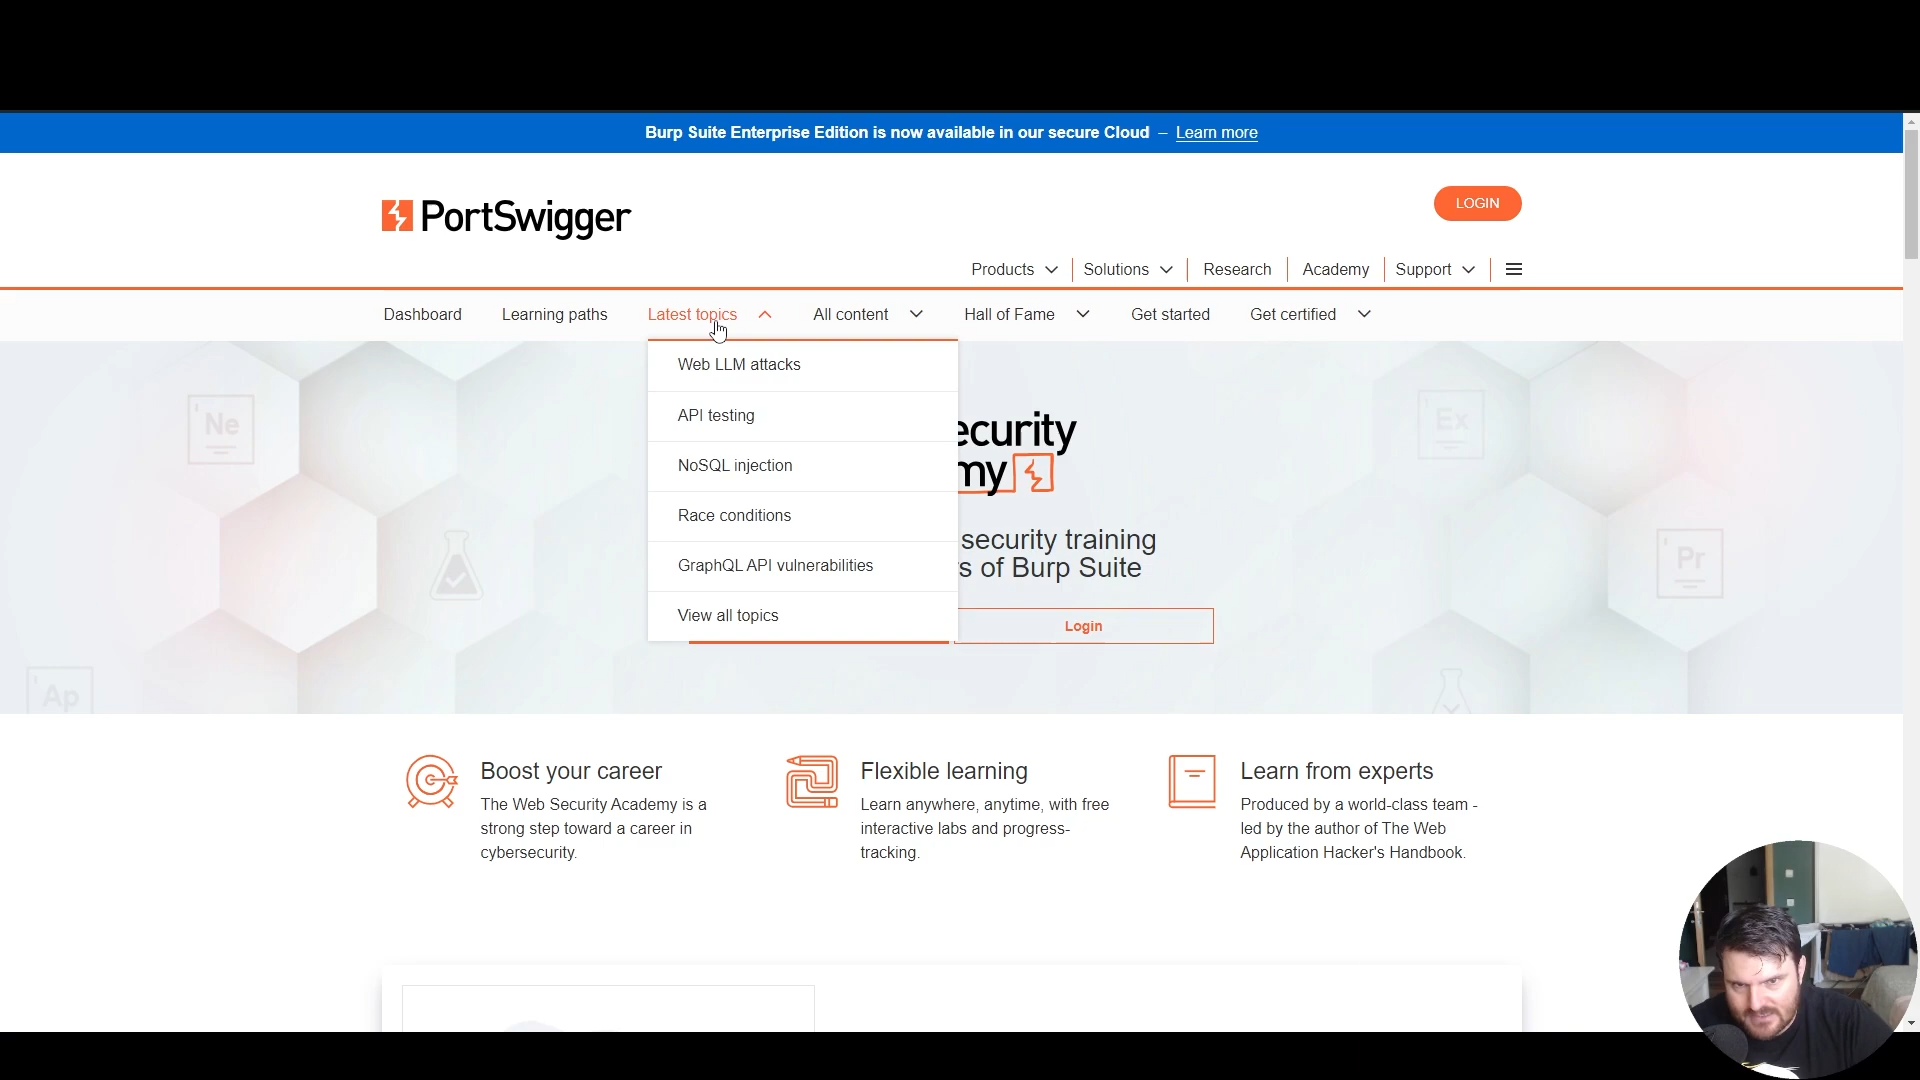 Burp Suite Enterprise Edition is now available in our secure Cloud – Learn more
PortSwigger
LOGIN
Products
Solutions
Research
Academy
Support
Dashboard
Learning paths
Latest topics
All content
Hall of Fame
Get started
Get certified
Web LLM attacks
API testing
NoSQL injection
Race conditions
GraphQL API vulnerabilities
View all topics
ecurity
my
security training
s of Burp Suite
Login
Ne
Ex
Pr
Ap
Boost your career
The Web Security Academy is a
strong step toward a career in
cybersecurity.
Flexible learning
Learn anywhere, anytime, with free
interactive labs and progress-
tracking.
Learn from experts
Produced by a world-class team -
led by the author of The Web
Application Hacker's Handbook.